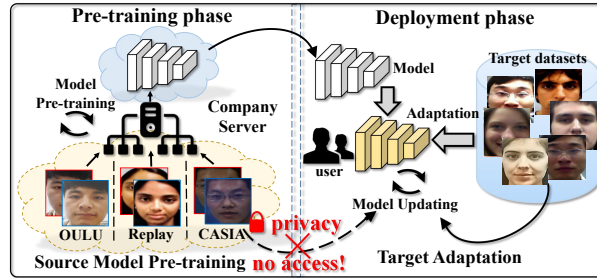 Pre-training phase
Deployment phase
Model
Pre-training
Company
Server
Model
Target datasets
Adaptation
user
Model Updating
OULU
Replay
CASIA
privacy
no access!
Source Model Pre-training
Target Adaptation